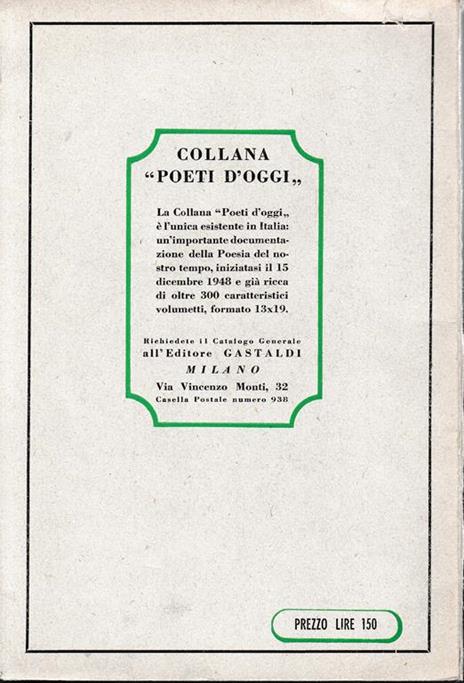 COLLANA
“POETI D'OGGI„
La Collana “Poeti d'oggi„
è l'unica esistente in Italia:
un'importante documenta-
zione della Poesia del no-
stro tempo, iniziatasi il 15
dicembre 1948 e già ricca
di oltre 300 caratteristici
volumetti, formato 13x19.
Richiedete il Catalogo Generale
all'Editore GASTALDI
MILANO
Via Vincenzo Monti, 32
Casella Postale numero 938
PREZZO LIRE 150